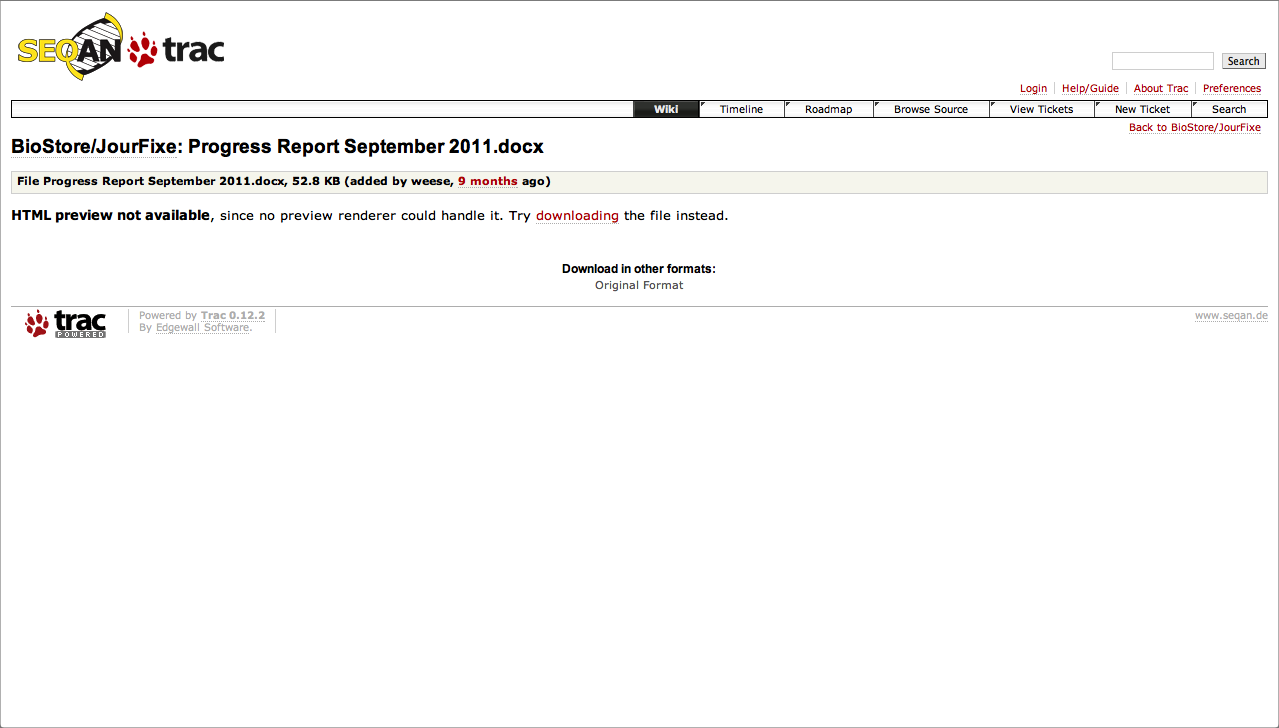 SEQAN trac
Search
Login Help/Guide About Trac Preferences
Wiki Timeline Roadmap Browse Source View Tickets New Ticket Search
Back to BioStore/JourFixe
BioStore/JourFixe: Progress Report September 2011.docx
File Progress Report September 2011.docx, 52.8 KB (added by weese, 9 months ago)
HTML preview not available, since no preview renderer could handle it. Try downloading the file instead.
Download in other formats:
Original Format
trac
POWERED
Powered by Trac 0.12.2
By Edgewall Software.
www.seqan.de